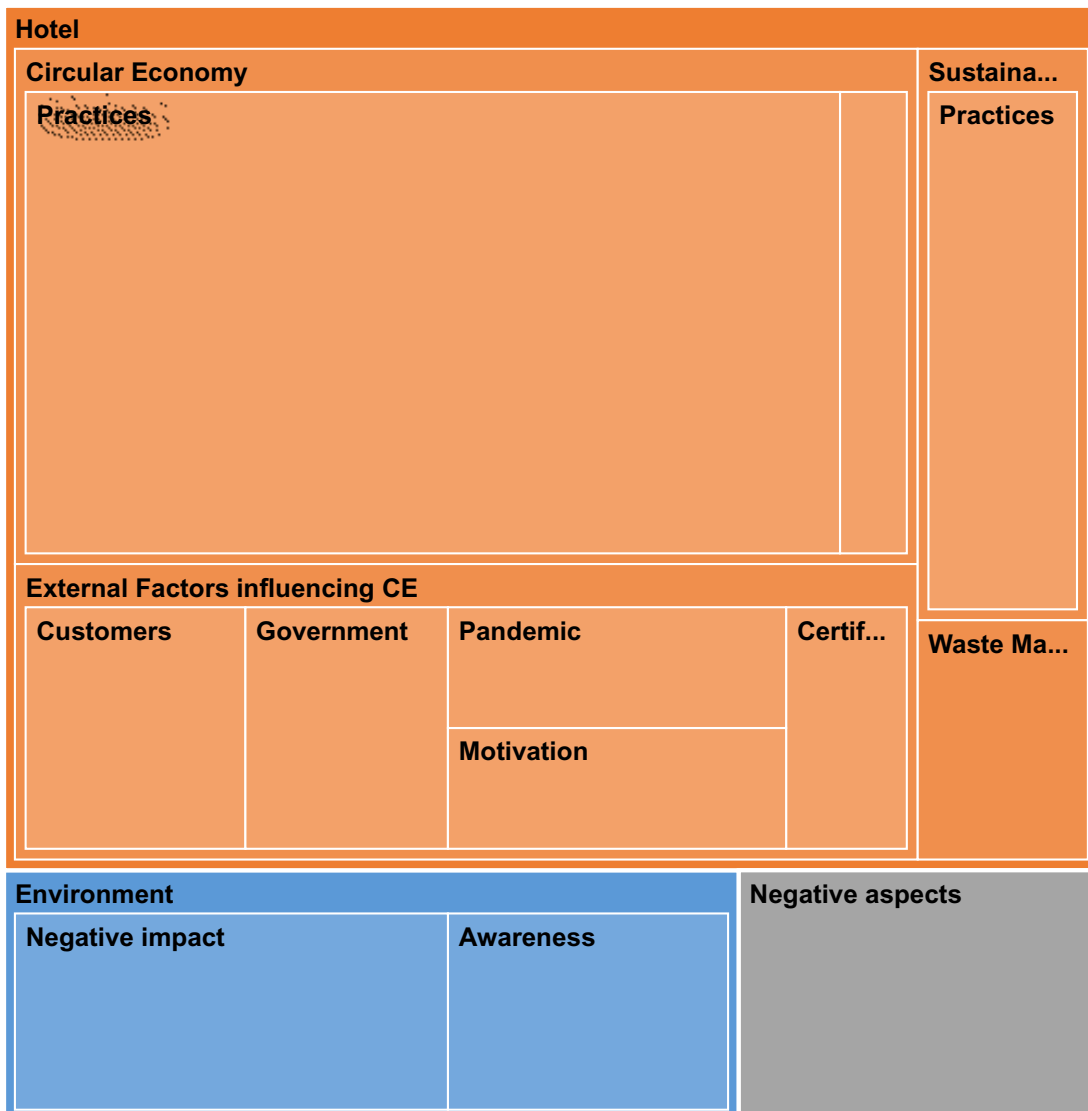 Hotel
Circular Economy
Sustaina...
Practices
Practices
External Factors influencing CE
Customers
Government
Pandemic
Certif...
Waste Ma...
Motivation
Environment
Negative aspects
Negative impact
Awareness